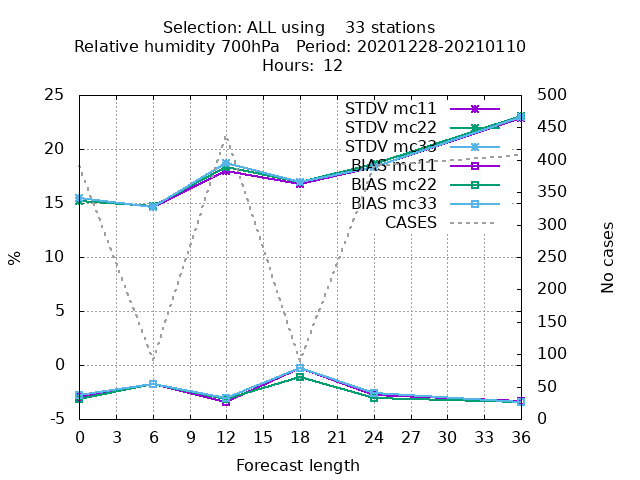 Selection: ALL using    33 stations
Relative humidity 700hPa   Period: 20201228-20210110
Hours:  12
25
20
15
10
5
0
-5
%
500
450
400
350
300
250
200
150
100
50
0
No cases
STDV mc11
STDV mc22
STDV mc33
BIAS mc11
BIAS mc22
BIAS mc33
CASES
0 3 6 9 12 15 18 21 24 27 30 33 36
Forecast length